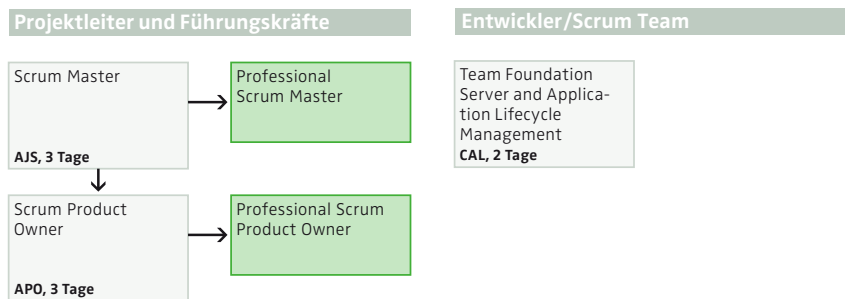 Projektleiter und Führungskräfte
Entwickler/Scrum Team
Scrum Master
AJS, 3 Tage
Professional
Scrum Master
Team Foundation
Server and Applica-
tion Lifecycle
Management
CAL, 2 Tage
Scrum Product
Owner
APO, 3 Tage
Professional Scrum
Product Owner